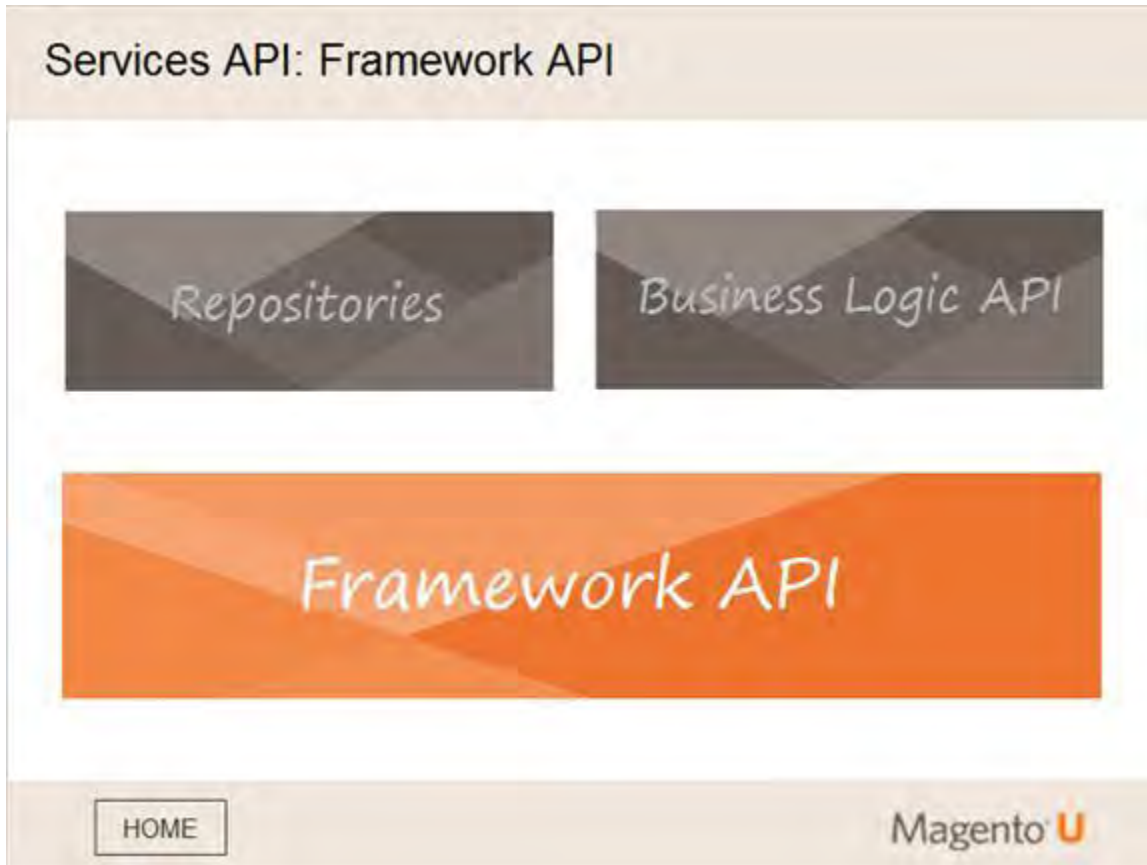 Services API: Framework API
Repositories
Business Logic API
Framework API
HOME
Magento U